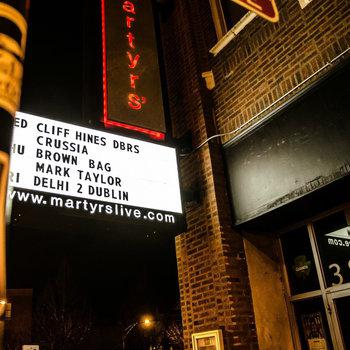 artyrs'
ED CLIFF HINES DBRS
CRUSSIA
HU BROWN BAG
MARK TAYLOR
RI DELHI 2 DUBLIN
www.martyrslive.com
3